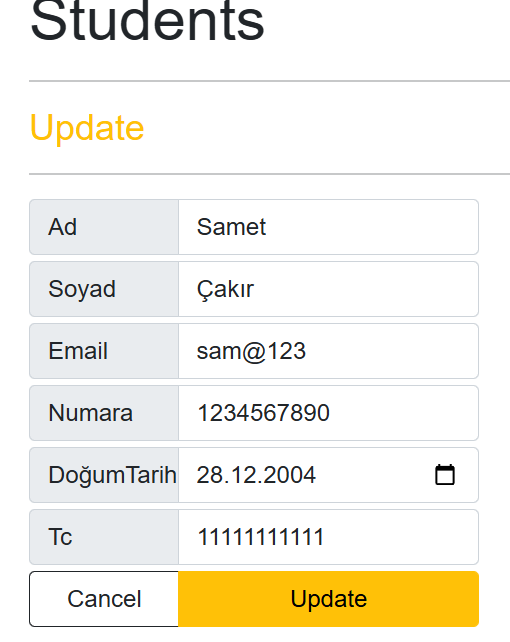 Students
Update
Ad Samet
Soyad Çakır
Email sam@123
Numara 1234567890
DoğumTarih 28.12.2004
Tc 11111111111
Cancel Update